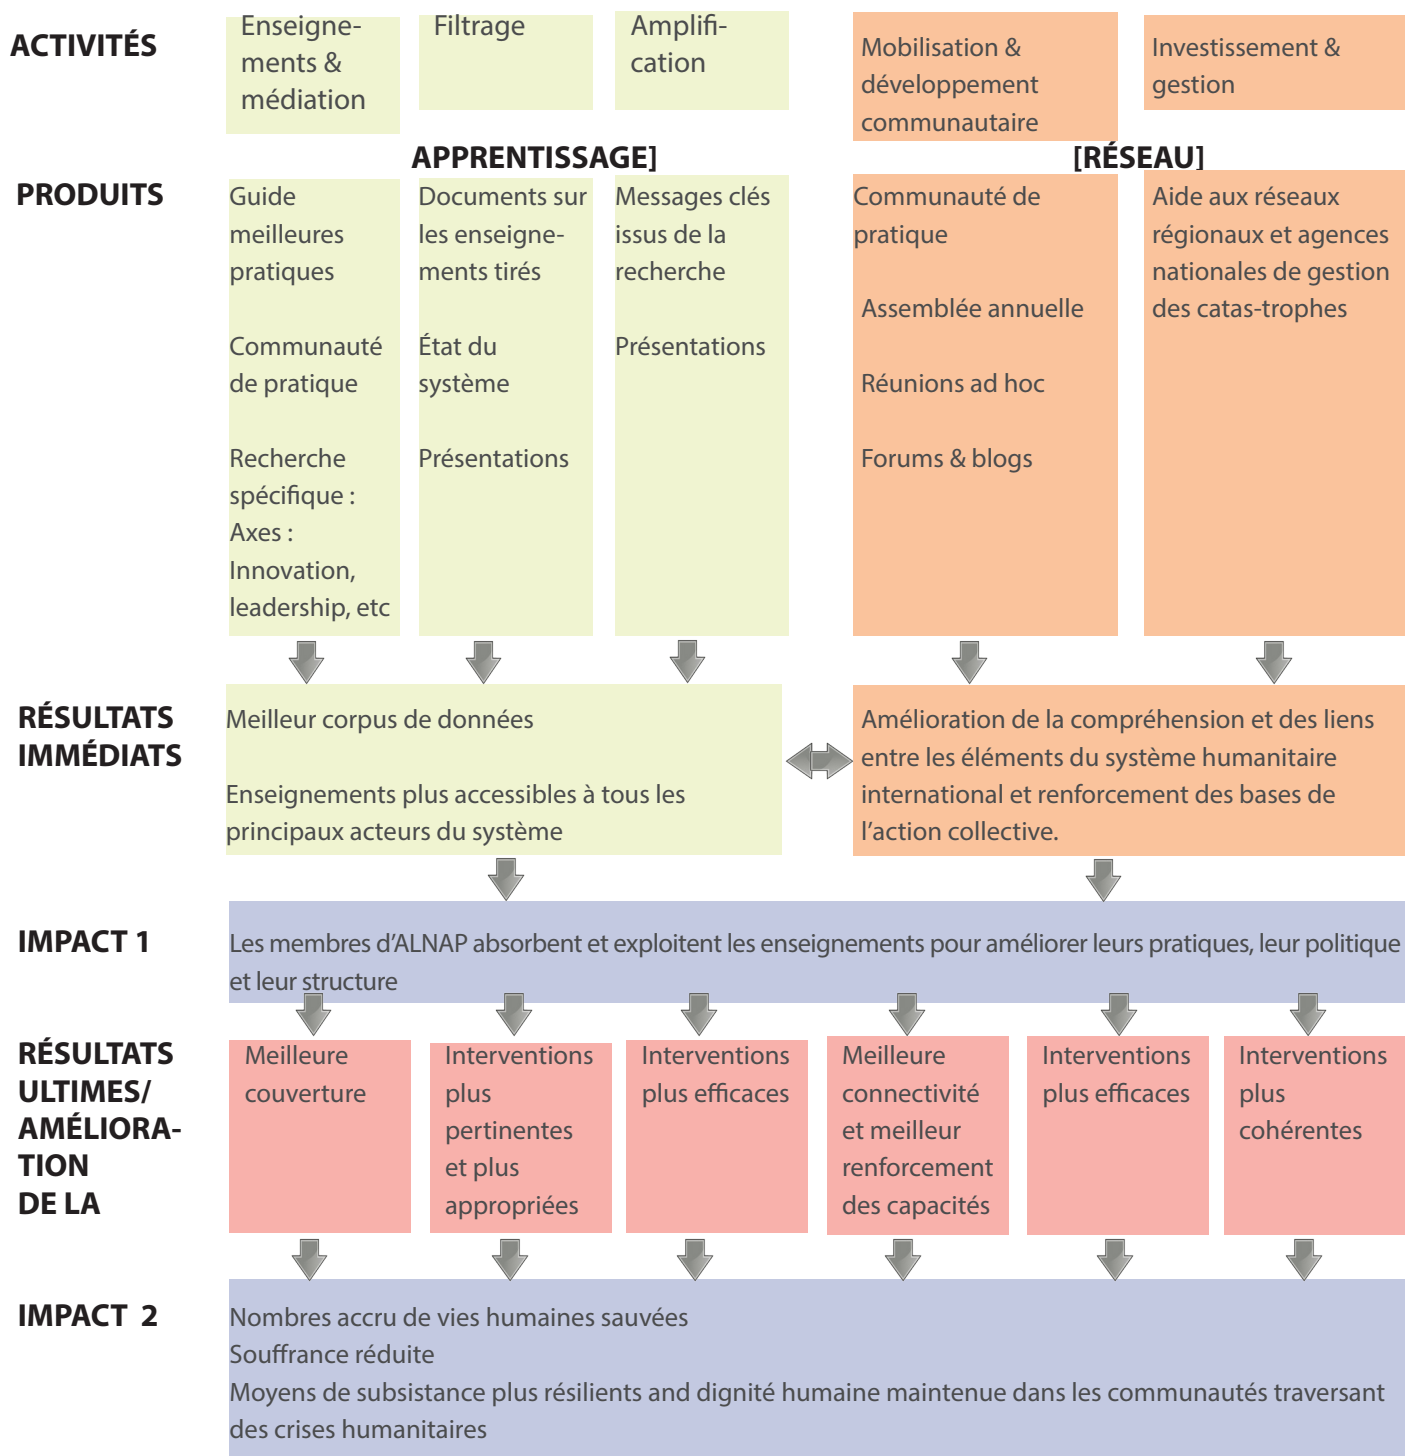 ACTIVITÉS
Enseigne-
ments &
médiation
Filtrage
Amplifi-
cation
Mobilisation &
développement
communautaire
Investissement &
gestion
APPRENTISSAGE]
[RÉSEAU]
PRODUITS
Guide
meilleures
pratiques
Communauté
de pratique
Recherche
spécifique :
Axes :
Innovation,
leadership, etc
Documents sur
les enseigne-
ments tirés
État du
système
Présentations
Messages clés
issus de la
recherche
Présentations
Communauté de
pratique
Assemblée annuelle
Réunions ad hoc
Forums & blogs
Aide aux réseaux
régionaux et agences
nationales de gestion
des catas-trophes
RÉSULTATS
IMMÉDIATS
Meilleur corpus de données
Enseignements plus accessibles à tous les
principaux acteurs du système
Amélioration de la compréhension et des liens
entre les éléments du système humanitaire
international et renforcement des bases de
l’action collective.
IMPACT 1
Les membres d’ALNAP absorbent et exploitent les enseignements pour améliorer leurs pratiques, leur politique
et leur structure
RÉSULTATS
ULTIMES/
AMÉLIORA-
TION
DE LA
Meilleure
couverture
Interventions
plus
pertinentes
et plus
appropriées
Interventions
plus efficaces
Meilleure
connectivité
et meilleur
renforcement
des capacités
Interventions
plus efficaces
Interventions
plus
cohérentes
IMPACT 2
Nombres accru de vies humaines sauvées
Souffrance réduite
Moyens de subsistance plus résilients and dignité humaine maintenue dans les communautés traversant
des crises humanitaires